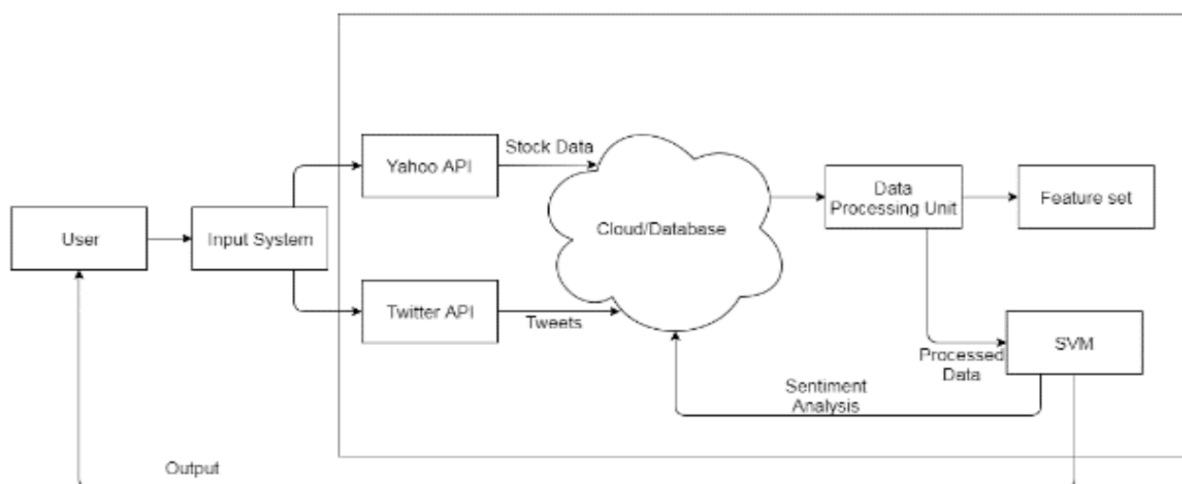 Yahoo API
Stock Data
Data
Processing Unit
Feature set
User
Input System
Cloud/Database
Twitter API
Tweets
SVM
Processed
Data
Sentiment
Analysis
Output